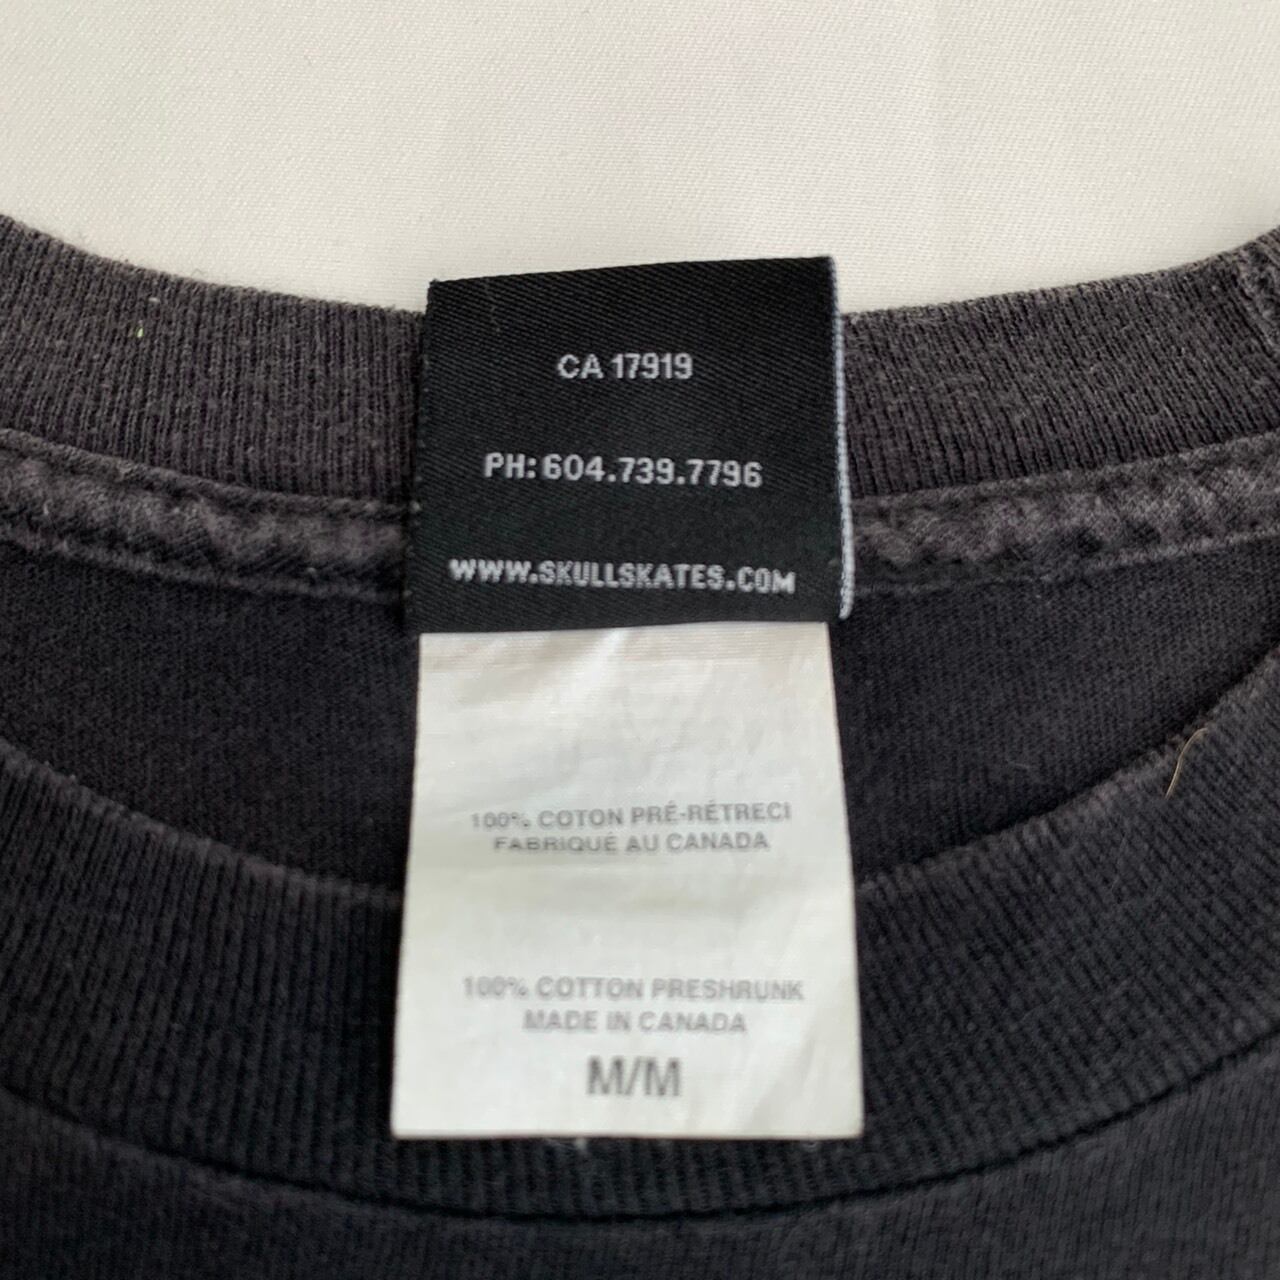 CA 17919
PH: 604.739.7796
WWW.SKULLSKATES.COM
100% COTON PRÉ-RÉTRECI
FABRIQUÉ AU CANADA
100% COTTON PRESHRUNK
MADE IN CANADA
M/M